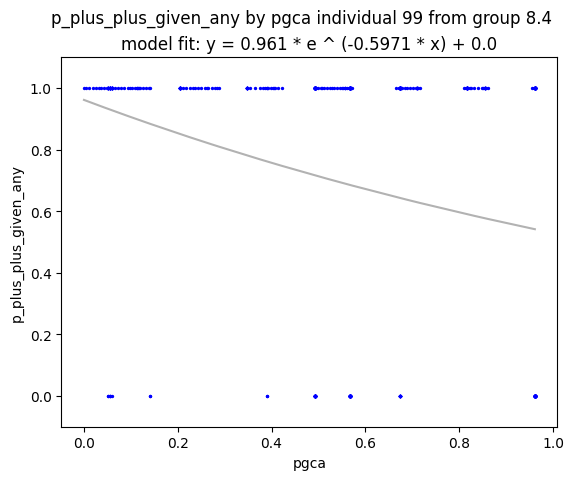 p_plus_plus_given_any by pgca individual 99 from group 8.4
model fit: y = 0.961 * e ^ (-0.5971 * x) + 0.0
1.0
0.8
0.6
0.4
0.2
0.0
p_plus_plus_given_any
0.0 0.2 0.4 0.6 0.8 1.0
pgca